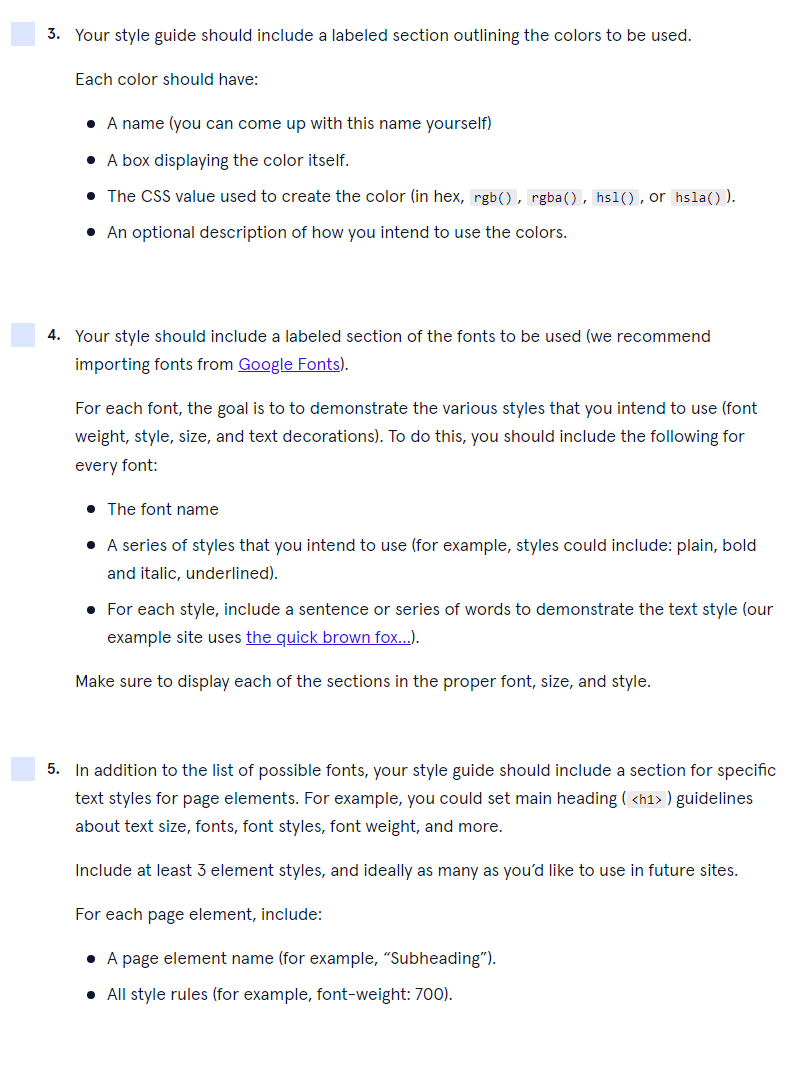 3. Your style guide should include a labeled section outlining the colors to be used.
Each color should have:
● A name (you can come up with this name yourself)
● A box displaying the color itself.
● The CSS value used to create the color (in hex, rgb() , rgba() , hsl() , or hsla() ).
● An optional description of how you intend to use the colors.
4. Your style should include a labeled section of the fonts to be used (we recommend
importing fonts from Google Fonts).
For each font, the goal is to to demonstrate the various styles that you intend to use (font
weight, style, size, and text decorations). To do this, you should include the following for
every font:
● The font name
● A series of styles that you intend to use (for example, styles could include: plain, bold
and italic, underlined).
● For each style, include a sentence or series of words to demonstrate the text style (our
example site uses the quick brown fox...).
Make sure to display each of the sections in the proper font, size, and style.
5. In addition to the list of possible fonts, your style guide should include a section for specific
text styles for page elements. For example, you could set main heading ( <h1> ) guidelines
about text size, fonts, font styles, font weight, and more.
Include at least 3 element styles, and ideally as many as you’d like to use in future sites.
For each page element, include:
● A page element name (for example, “Subheading”).
● All style rules (for example, font-weight: 700).